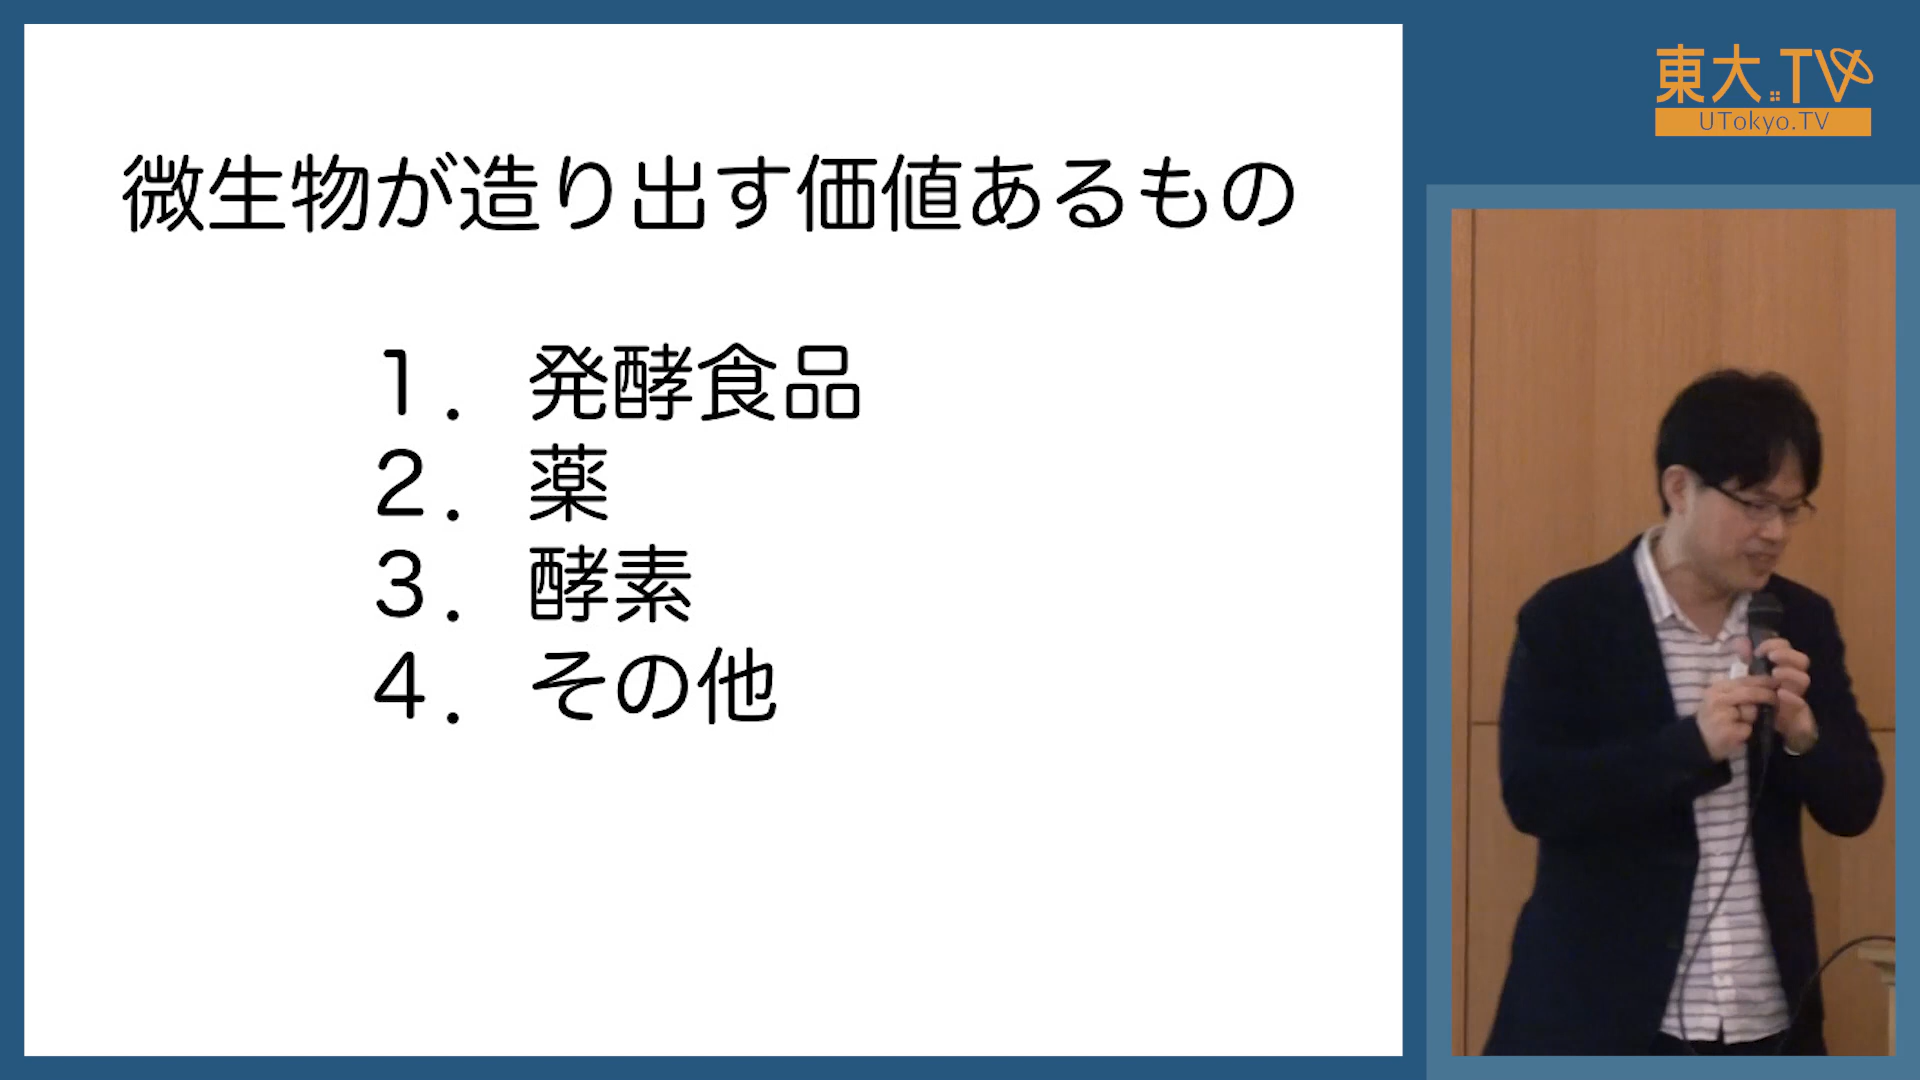 微生物が造り出す価値あるもの
１．発酵食品
２．薬
３．酵素
４．その他
東大TV
UTokyo.TV